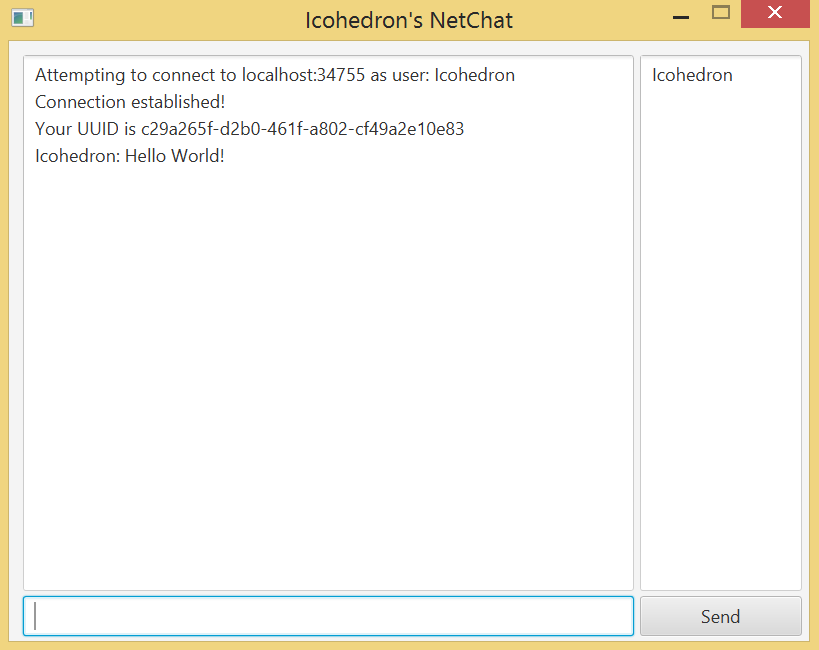 Icohedron's NetChat
Attempting to connect to localhost:34755 as user: Icohedron
Connection established!
Your UUID is c29a265f-d2b0-461f-a802-cf49a2e10e83
Icohedron: Hello World!
Icohedron
Send